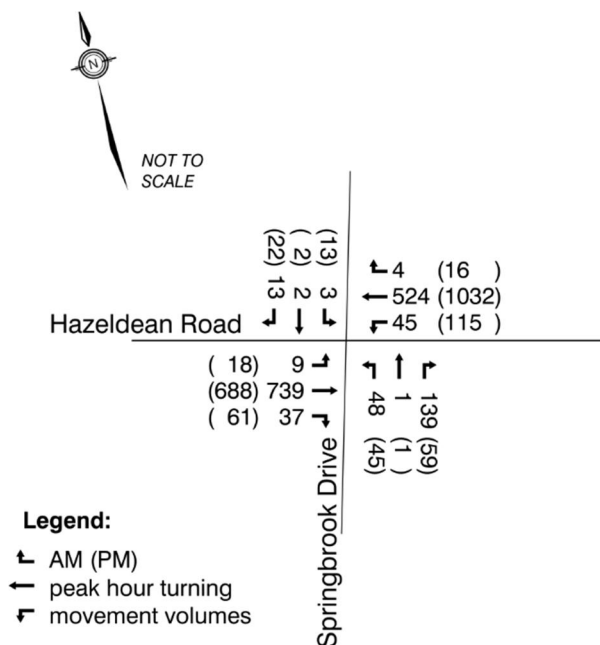 N
NOT TO
SCALE
(22) 13
( 2) 2
(13) 3
4 (16 )
524 (1032)
45 (115 )
Hazeldean Road
( 18) 9
(688) 739
( 61) 37
48 (45)
1 (1 )
139 (59)
Springbrook Drive
Legend:
AM (PM)
peak hour turning
movement volumes